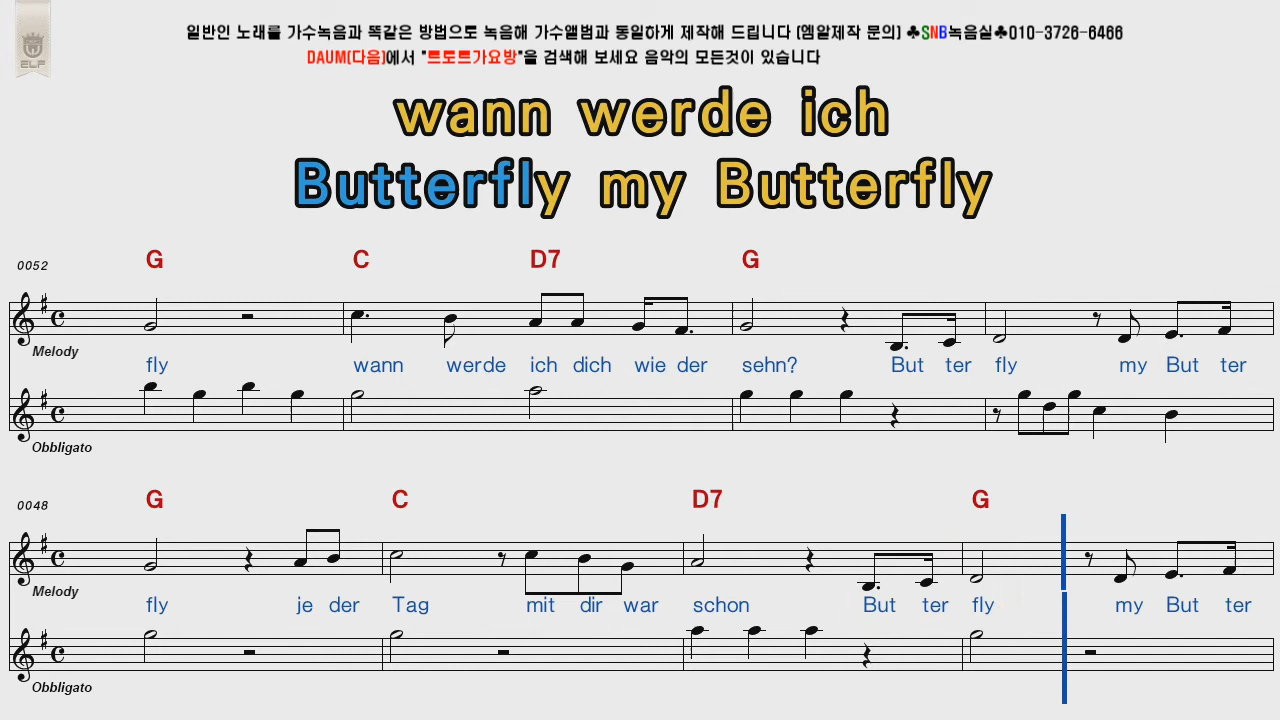 일반인 노래를 가수녹음과 똑같은 방법으로 녹음해 가수앨범과 동일하게 제작해 드립니다 (엠알제작 문의) ♣SNB녹음실♣010-3726-6466
DAUM(다음)에서 "트로트가요방"을 검색해 보세요 음악의 모든것이 있습니다
ELF
wann werde ich
Butterfly my Butterfly
0052 G C D7 G
Melody
fly wann werde ich dich wie der sehn? But ter fly my But ter
Obbligato
0048 G C D7 G
Melody
fly je der Tag mit dir war schon But ter fly my But ter
Obbligato